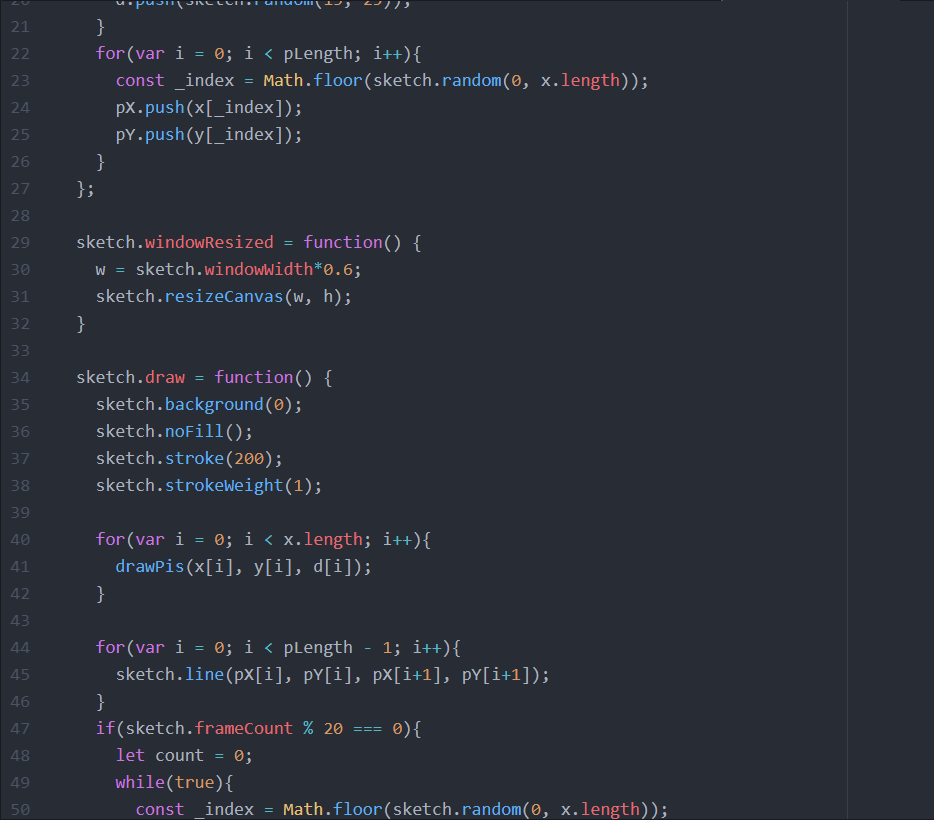 20         d.push(sketch.random(15, 25));
21       }
22       for(var i = 0; i < pLength; i++){
23         const _index = Math.floor(sketch.random(0, x.length));
24         pX.push(x[_index]);
25         pY.push(y[_index]);
26       }
27     };
28
29     sketch.windowResized = function() {
30       w = sketch.windowWidth*0.6;
31       sketch.resizeCanvas(w, h);
32     }
33
34     sketch.draw = function() {
35       sketch.background(0);
36       sketch.noFill();
37       sketch.stroke(200);
38       sketch.strokeWeight(1);
39
40       for(var i = 0; i < x.length; i++){
41         drawPis(x[i], y[i], d[i]);
42       }
43
44       for(var i = 0; i < pLength - 1; i++){
45         sketch.line(pX[i], pY[i], pX[i+1], pY[i+1]);
46       }
47       if(sketch.frameCount % 20 === 0){
48         let count = 0;
49         while(true){
50           const _index = Math.floor(sketch.random(0, x.length));